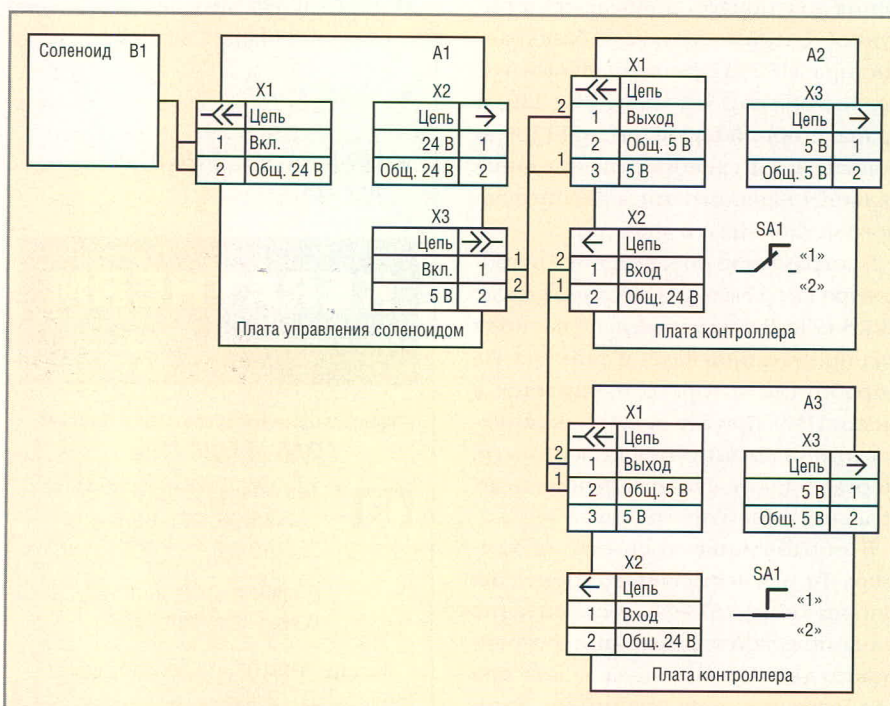 Соленоид B1
A1
X1
Цепь
1 Вкл.
2 Общ. 24 В
X2
Цепь
24 В 1
Общ. 24 В 2
X3
Цепь
Вкл. 1
5 В 2
1
2
Плата управления соленоидом
A2
X1
Цепь
1 Выход
2 Общ. 5 В
3 5 В
2
1
X3
Цепь
5 В 1
Общ. 5 В 2
X2
Цепь
1 Вход
2 Общ. 24 В
2
1
SA1
«1»
«2»
Плата контроллера
A3
X1
Цепь
1 Выход
2 Общ. 5 В
3 5 В
2
1
X3
Цепь
5 В 1
Общ. 5 В 2
X2
Цепь
1 Вход
2 Общ. 24 В
SA1
«1»
«2»
Плата контроллера